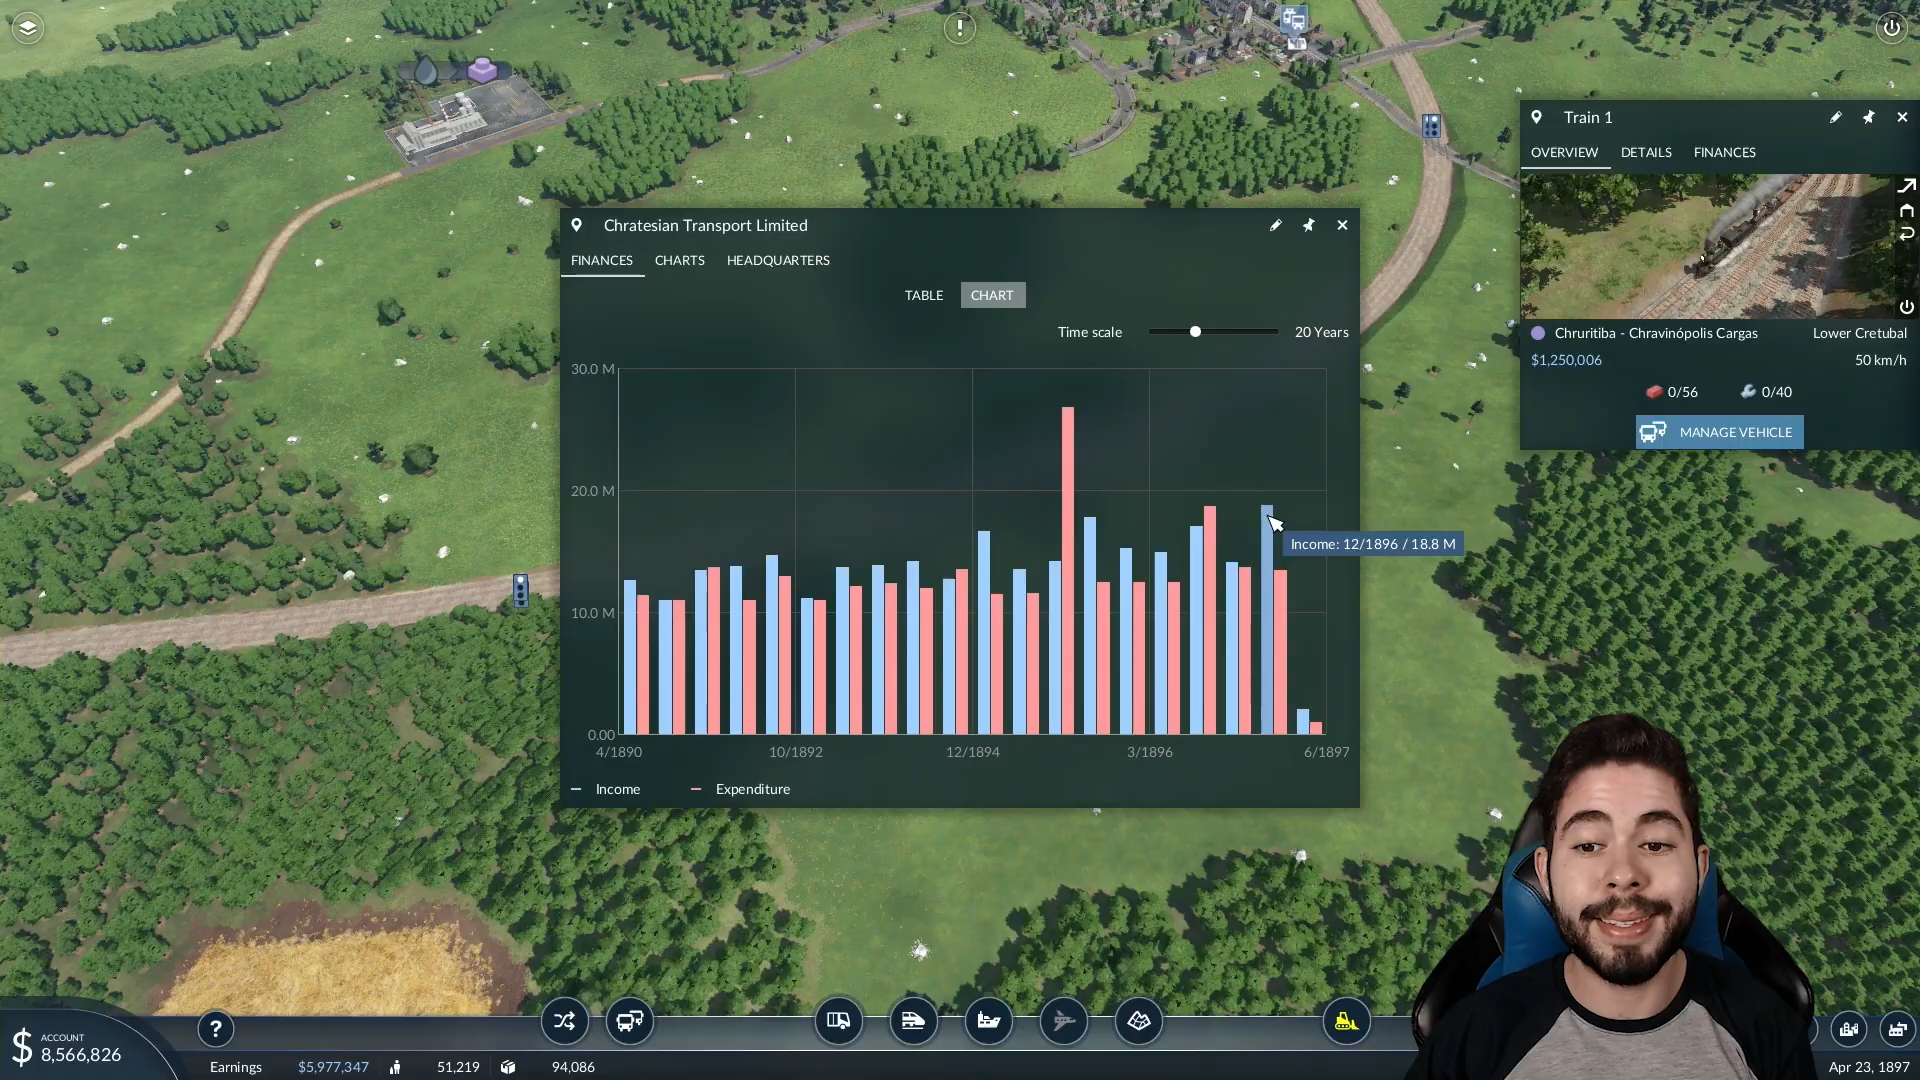 Train 1
OVERVIEW DETAILS FINANCES
Chruritiba - Chravinópolis Cargas Lower Cretubal
$1,250,006 50 km/h
0/56 0/40
MANAGE VEHICLE
Chratesian Transport Limited
FINANCES CHARTS HEADQUARTERS
TABLE CHART
Time scale 20 Years
30.0 M
20.0 M
Income: 12/1896 / 18.8 M
10.0 M
0.00
4/1890 10/1892 12/1894 3/1896 6/1897
Income Expenditure
?
$ ACCOUNT
8,566,826
Earnings $5,977,347 51,219 94,086
Apr 23, 1897